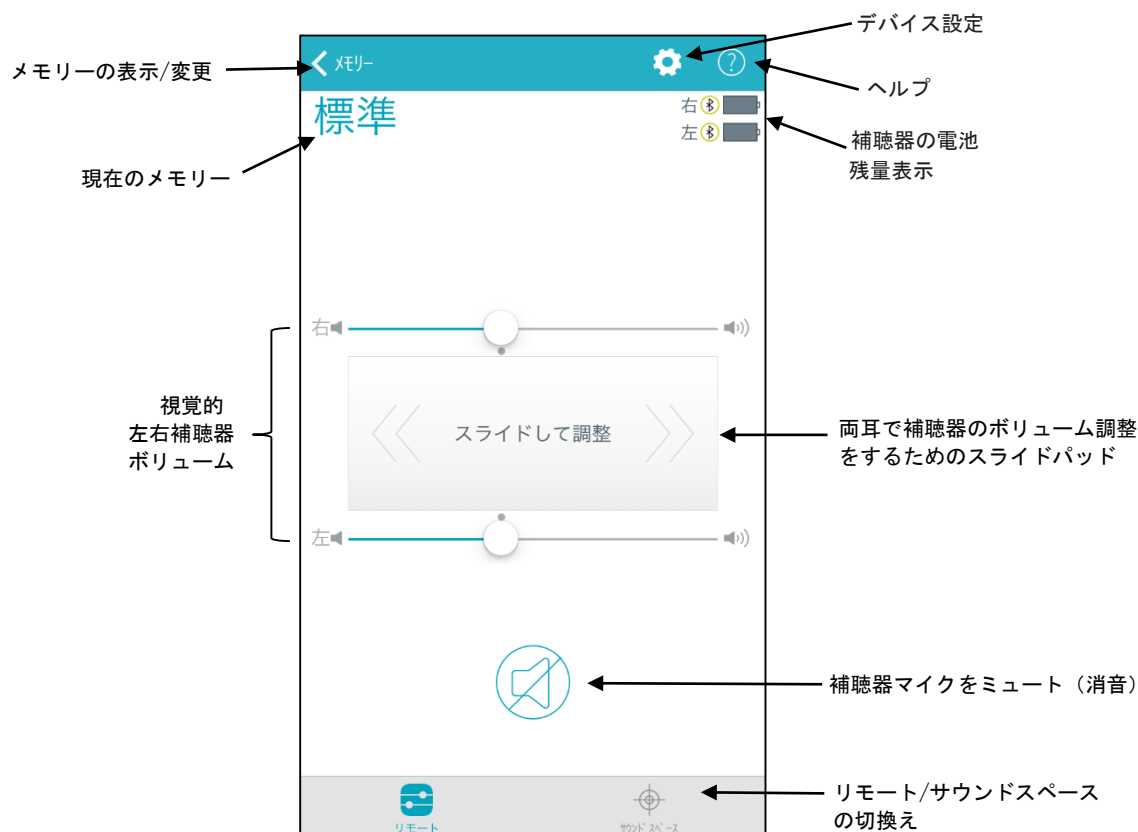 デバイス設定
メモリーの表示/変更
メモリー
?
ヘルプ
標準
右
左
補聴器の電池
残量表示
現在のメモリー
右
視覚的
左右補聴器
ボリューム
スライドして調整
両耳で補聴器のボリューム調整
をするためのスライドパッド
左
補聴器マイクをミュート（消音）
リモート/サウンドスペース
の切換え
リモート
サウンドスペース